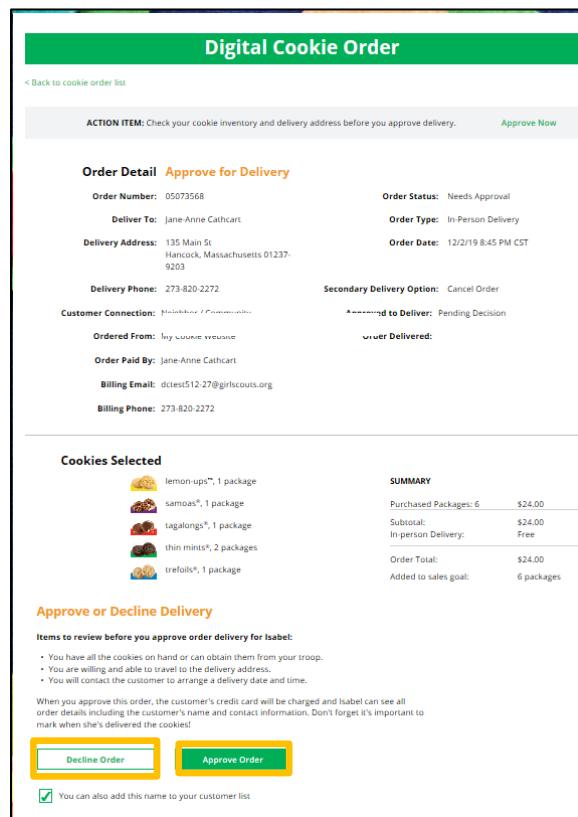 Digital Cookie Order
< Back to cookie order list
ACTION ITEM: Check your cookie inventory and delivery address before you approve delivery. Approve Now
Order Detail Approve for Delivery
Order Number: 05073568 Order Status: Needs Approval
Deliver To: Jane-Anne Cathcart Order Type: In-Person Delivery
Delivery Address: 135 Main St Order Date: 12/2/19 8:45 PM CST
Hancock, Massachusetts 01237-
9203
Delivery Phone: 273-820-2272 Secondary Delivery Option: Cancel Order
Customer Connection: Neighbor / Community Approved to Deliver: Pending Decision
Ordered From: My Cookie Website Order Delivered:
Order Paid By: Jane-Anne Cathcart
Billing Email: dctest512-27@girlscouts.org
Billing Phone: 273-820-2272
Cookies Selected
lemon-ups™, 1 package SUMMARY
samoas®, 1 package Purchased Packages: 6 $24.00
tagalongs®, 1 package Subtotal: $24.00
In-person Delivery: Free
thin mints®, 2 packages
Order Total: $24.00
trefoils®, 1 package Added to sales goal: 6 packages
Approve or Decline Delivery
Items to review before you approve order delivery for Isabel:
• You have all the cookies on hand or can obtain them from your troop.
• You are willing and able to travel to the delivery address.
• You will contact the customer to arrange a delivery date and time.
When you approve this order, the customer's credit card will be charged and Isabel can see all
order details including the customer's name and contact information. Don't forget it's important to
mark when she's delivered the cookies!
Decline Order Approve Order
You can also add this name to your customer list